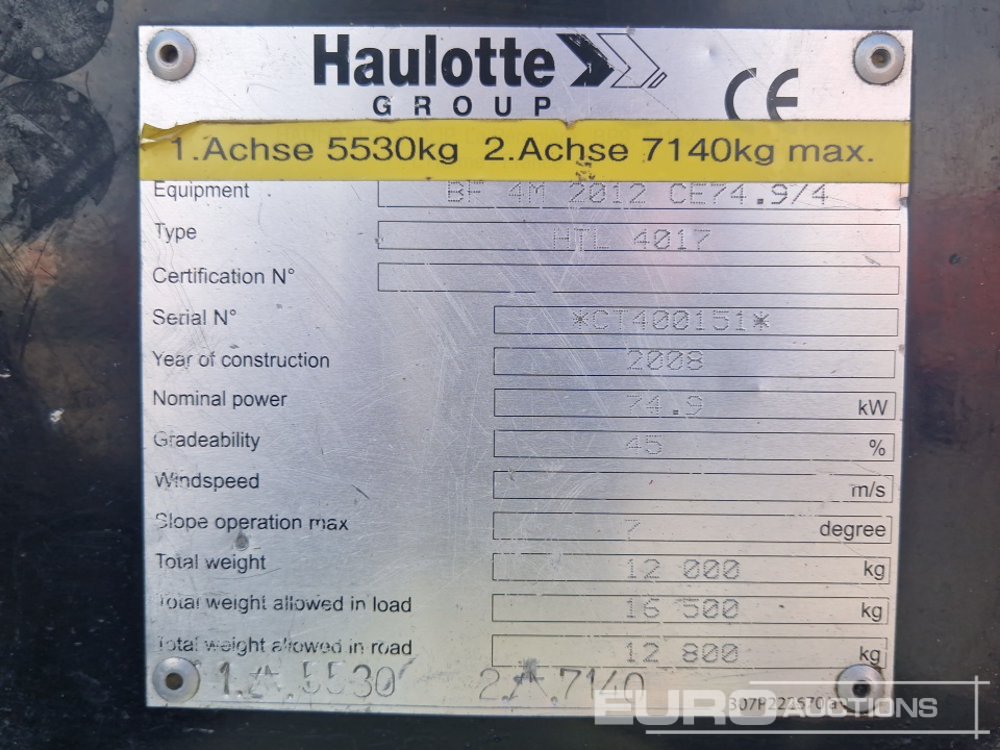 Haulotte
GROUP
CE
1.Achse 5530kg 2.Achse 7140kg max.
Equipment BF 4M 2012 CE74.9/4
Type HTL 4017
Certification N°
Serial N° *CT400151*
Year of construction 2008
Nominal power 74.9 kW
Gradeability 45 %
Windspeed m/s
Slope operation max 7 degree
Total weight 12 000 kg
Total weight allowed in load 16 500 kg
Total weight allowed in road 12 800 kg
1.A.5530 2.A.7140
EURO AUCTIONS